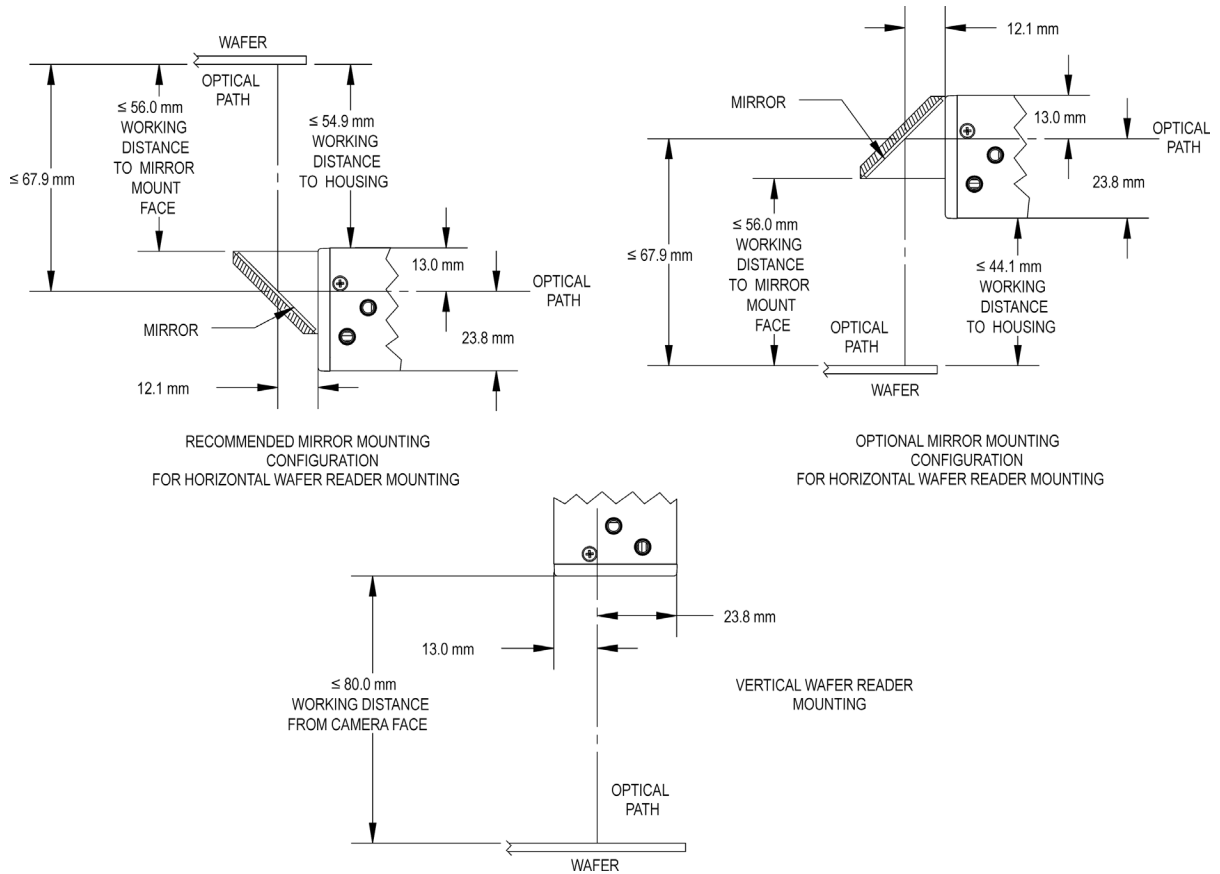 WAFER
OPTICAL
PATH
≤ 56.0 mm
WORKING
DISTANCE
TO MIRROR
MOUNT
FACE
≤ 54.9 mm
WORKING
DISTANCE
TO HOUSING
≤ 67.9 mm
13.0 mm
OPTICAL
PATH
MIRROR
23.8 mm
12.1 mm
RECOMMENDED MIRROR MOUNTING
CONFIGURATION
FOR HORIZONTAL WAFER READER MOUNTING
12.1 mm
MIRROR
13.0 mm
OPTICAL
PATH
23.8 mm
≤ 67.9 mm
≤ 56.0 mm
WORKING
DISTANCE
TO MIRROR
MOUNT
FACE
≤ 44.1 mm
WORKING
DISTANCE
TO HOUSING
OPTICAL
PATH
WAFER
OPTIONAL MIRROR MOUNTING
CONFIGURATION
FOR HORIZONTAL WAFER READER MOUNTING
23.8 mm
13.0 mm
≤ 80.0 mm
WORKING DISTANCE
FROM CAMERA FACE
VERTICAL WAFER READER
MOUNTING
OPTICAL
PATH
WAFER